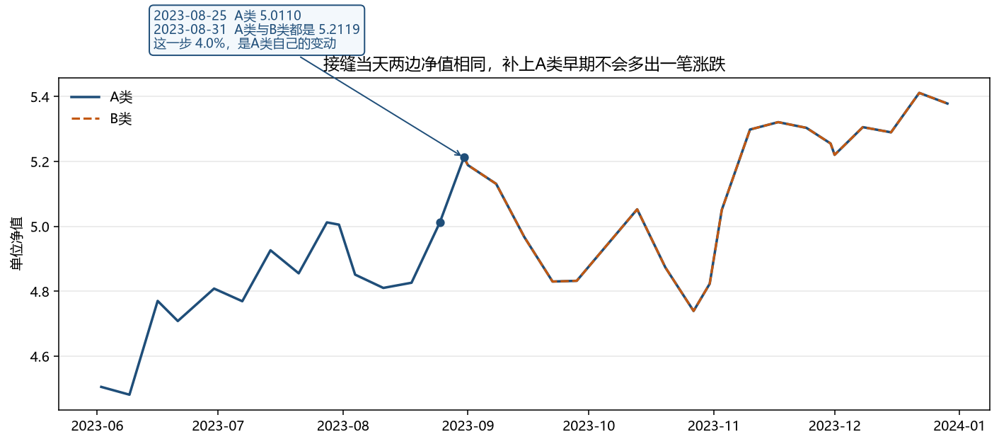 2023-08-25 A类 5.0110
2023-08-31 A类与B类都是 5.2119
这一步 4.0%，是A类自己的变动
接缝当天两边净值相同，补上A类早期不会多出一笔涨跌
A类
B类
单位净值
5.4
5.2
5.0
4.8
4.6
2023-06
2023-07
2023-08
2023-09
2023-10
2023-11
2023-12
2024-01